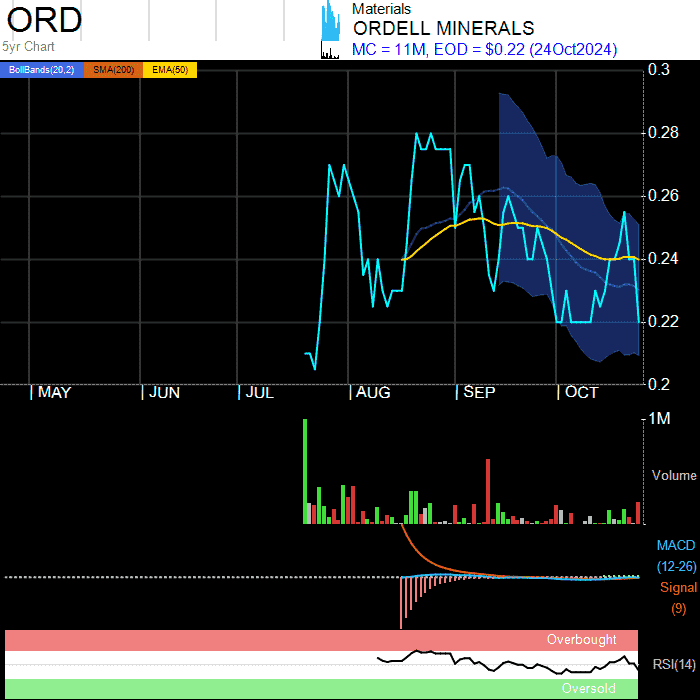 ORD
5yr Chart
Materials
ORDELL MINERALS
MC = 11M, EOD = $0.22 (24Oct2024)
BollBands(20,2) SMA(200) EMA(50)
0.3
0.28
0.26
0.24
0.22
0.2
MAY JUN JUL AUG SEP OCT
1M
Volume
MACD
(12-26)
Signal
(9)
Overbought
RSI(14)
Oversold